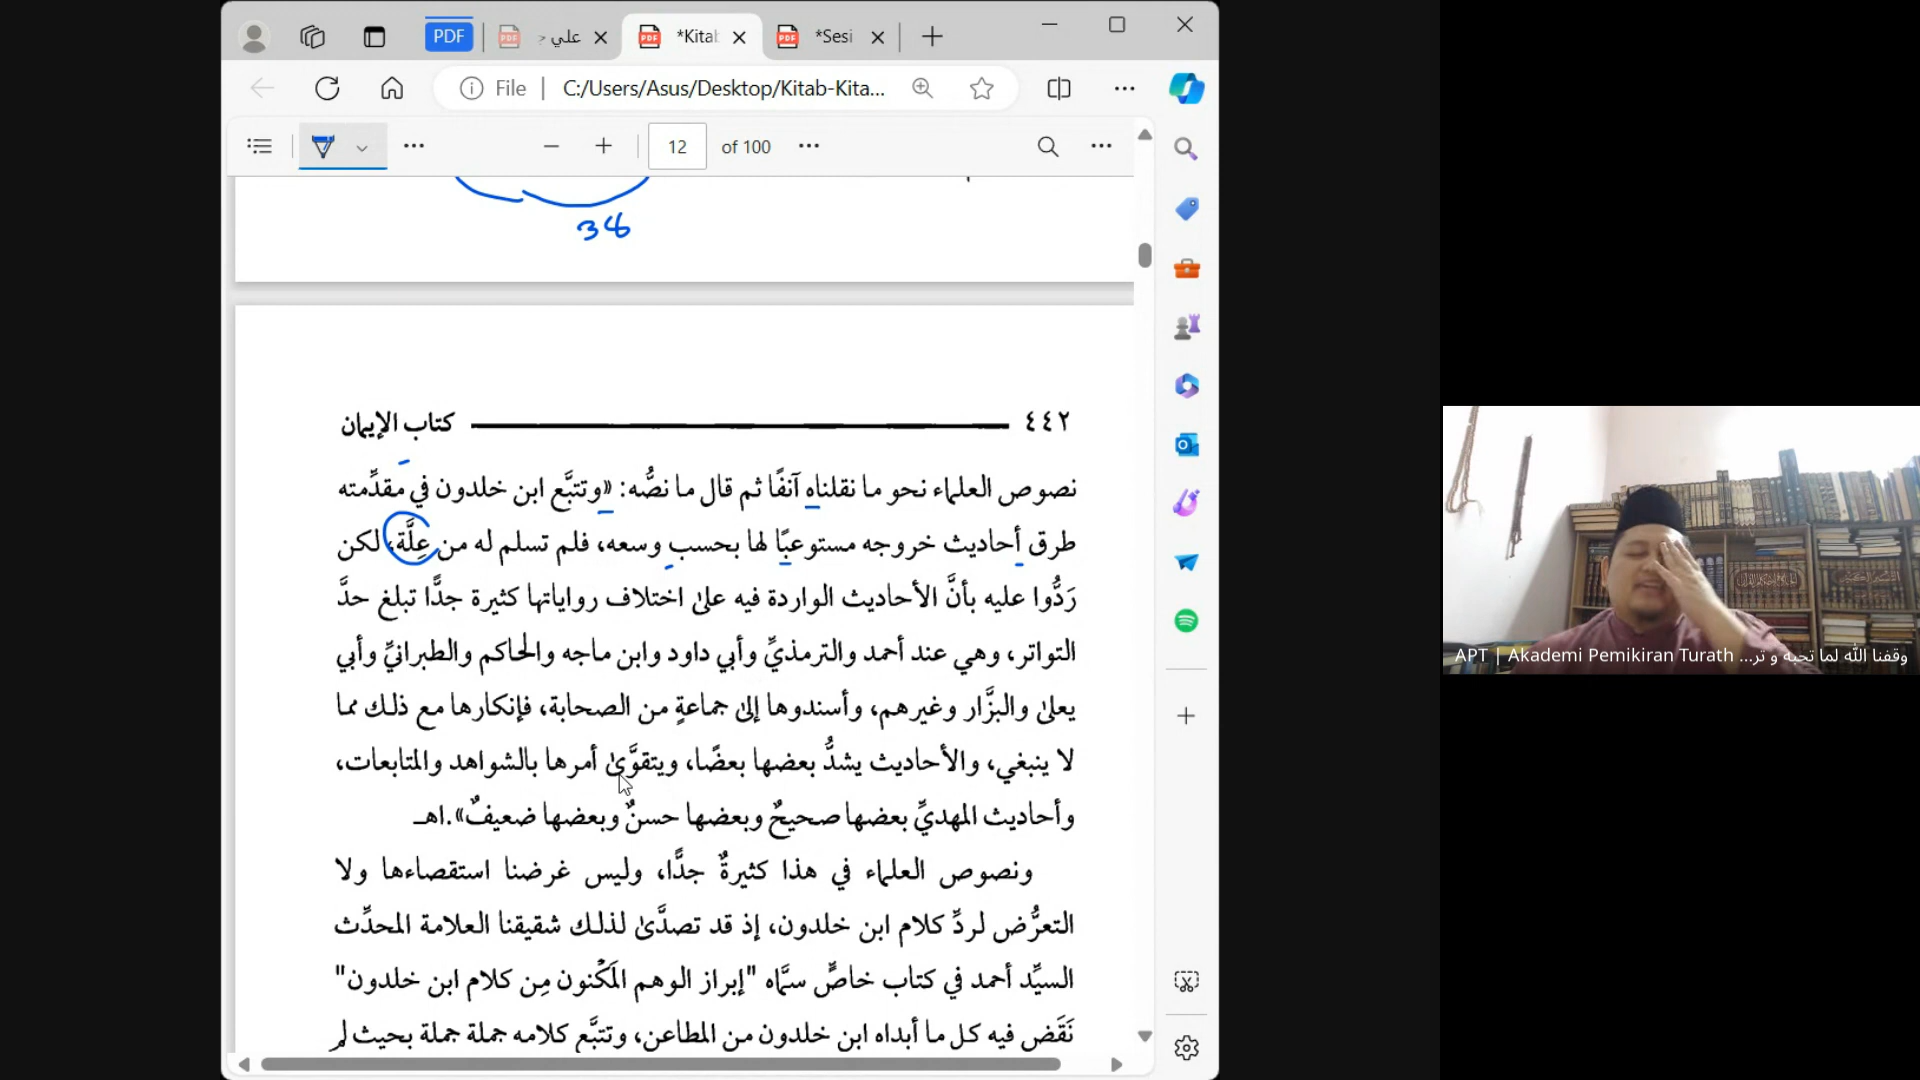 PDF
علي
*Kitab
*Sesi
File
C:/Users/Asus/Desktop/Kitab-Kita...
12
of 100
38
٤٤٢
كتاب الإيمان
نصوص العلماء نحو ما نقلناه آنفًا ثم قال ما نصُّه: «وتتبَّع ابن خلدون في مقدِّمته
طرق أحاديث خروجه مستوعبًا لها بحسب وسعه، فلم تسلم له من عِلَّة، لكن
رَدُّوا عليه بأنَّ الأحاديث الواردة فيه على اختلاف رواياتها كثيرة جدًّا تبلغ حدَّ
التواتر، وهي عند أحمد والترمذيِّ وأبي داود وابن ماجه والحاكم والطبرانيِّ وأبي
يعلىٰ والبزَّار وغيرهم، وأسندوها إلىٰ جماعةٍ من الصحابة، فإنكارها مع ذلك مما
لا ينبغي، والأحاديث يشدُّ بعضها بعضًا، ويتقوَّىٰ أمرها بالشواهد والمتابعات،
وأحاديث المهديِّ بعضها صحيحٌ وبعضها حسنٌ وبعضها ضعيفٌ».اهـ
ونصوص العلماء في هذا كثيرةٌ جدًّا، وليس غرضنا استقصاءها ولا
التعرُّض لردِّ كلام ابن خلدون، إذ قد تصدَّىٰ لذلك شقيقنا العلامة المحدِّث
السيِّد أحمد في كتاب خاصٍّ سمَّاه "إبراز الوهم المَكْنون مِن كلام ابن خلدون"
نَقَض فيه كل ما أبداه ابن خلدون من المطاعن، وتتبَّع كلامه جملة جملة بحيث لم
APT | Akademi Pemikiran Turath ...وقفنا الله لما تحبه و تر